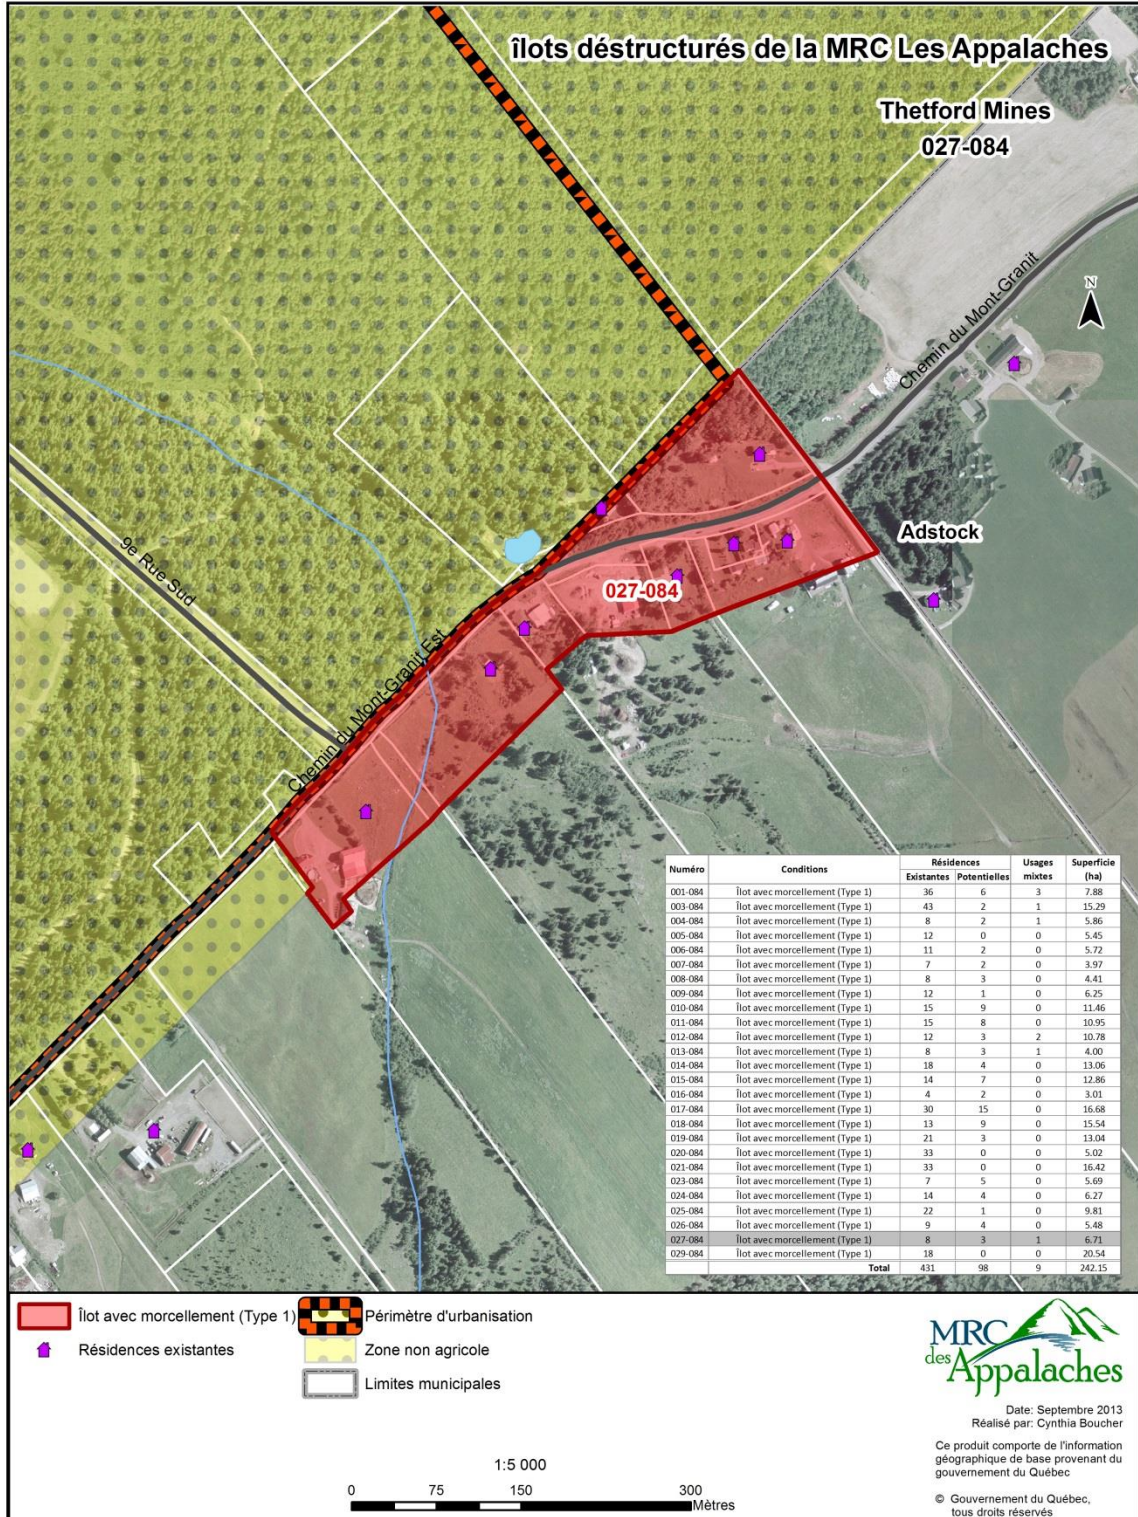 îlots déstructurés de la MRC Les Appalaches
Thetford Mines
027-084
Chemin du Mont-Granit
N
Adstock
9e Rue Sud
027-084
Chemin du Mont-Granit Est
Numéro Conditions Résidences Usages mixtes Superficie (ha)
Existantes Potentielles
001-084 Îlot avec morcellement (Type 1) 36 6 3 7.88
003-084 Îlot avec morcellement (Type 1) 43 2 1 15.29
004-084 Îlot avec morcellement (Type 1) 8 2 1 5.86
005-084 Îlot avec morcellement (Type 1) 12 0 0 5.45
006-084 Îlot avec morcellement (Type 1) 11 2 0 5.72
007-084 Îlot avec morcellement (Type 1) 7 2 0 3.97
008-084 Îlot avec morcellement (Type 1) 8 3 0 4.41
009-084 Îlot avec morcellement (Type 1) 12 1 0 6.25
010-084 Îlot avec morcellement (Type 1) 15 9 0 11.46
011-084 Îlot avec morcellement (Type 1) 15 8 0 10.95
012-084 Îlot avec morcellement (Type 1) 12 3 2 10.78
013-084 Îlot avec morcellement (Type 1) 8 3 1 4.00
014-084 Îlot avec morcellement (Type 1) 18 4 0 13.06
015-084 Îlot avec morcellement (Type 1) 14 7 0 12.86
016-084 Îlot avec morcellement (Type 1) 4 2 0 3.01
017-084 Îlot avec morcellement (Type 1) 30 15 0 16.68
018-084 Îlot avec morcellement (Type 1) 13 9 0 15.54
019-084 Îlot avec morcellement (Type 1) 21 3 0 13.04
020-084 Îlot avec morcellement (Type 1) 33 0 0 5.02
021-084 Îlot avec morcellement (Type 1) 33 0 0 16.42
023-084 Îlot avec morcellement (Type 1) 7 5 0 5.69
024-084 Îlot avec morcellement (Type 1) 14 4 0 6.27
025-084 Îlot avec morcellement (Type 1) 22 1 0 9.81
026-084 Îlot avec morcellement (Type 1) 9 4 0 5.48
027-084 Îlot avec morcellement (Type 1) 8 3 1 6.71
029-084 Îlot avec morcellement (Type 1) 18 0 0 20.54
Total 431 98 9 242.15
Îlot avec morcellement (Type 1)
Résidences existantes
Périmètre d'urbanisation
Zone non agricole
Limites municipales
1:5 000
0 75 150 300 Mètres
MRC
des Appalaches
Date: Septembre 2013
Réalisé par: Cynthia Boucher
Ce produit comporte de l'information
géographique de base provenant du
gouvernement du Québec
© Gouvernement du Québec,
tous droits réservés